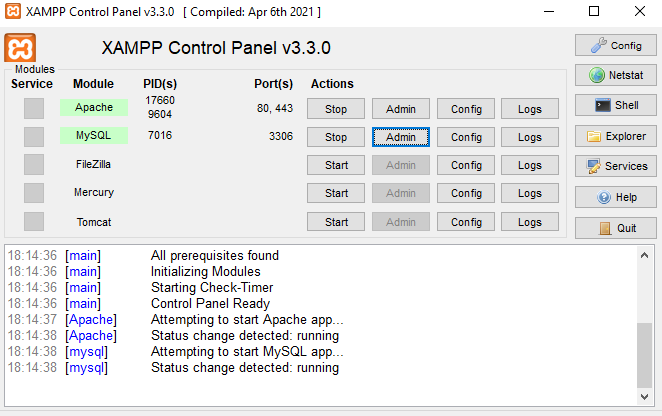 XAMPP Control Panel v3.3.0 [ Compiled: Apr 6th 2021 ]
XAMPP Control Panel v3.3.0
Config
Modules
Service Module PID(s) Port(s) Actions
Netstat
Apache 17660 9604 80, 443 Stop Admin Config Logs
Shell
MySQL 7016 3306 Stop Admin Config Logs
Explorer
FileZilla Start Admin Config Logs
Services
Mercury Start Admin Config Logs
Help
Tomcat Start Admin Config Logs
Quit
18:14:36 [main] All prerequisites found
18:14:36 [main] Initializing Modules
18:14:36 [main] Starting Check-Timer
18:14:36 [main] Control Panel Ready
18:14:37 [Apache] Attempting to start Apache app...
18:14:38 [Apache] Status change detected: running
18:14:38 [mysql] Attempting to start MySQL app...
18:14:38 [mysql] Status change detected: running